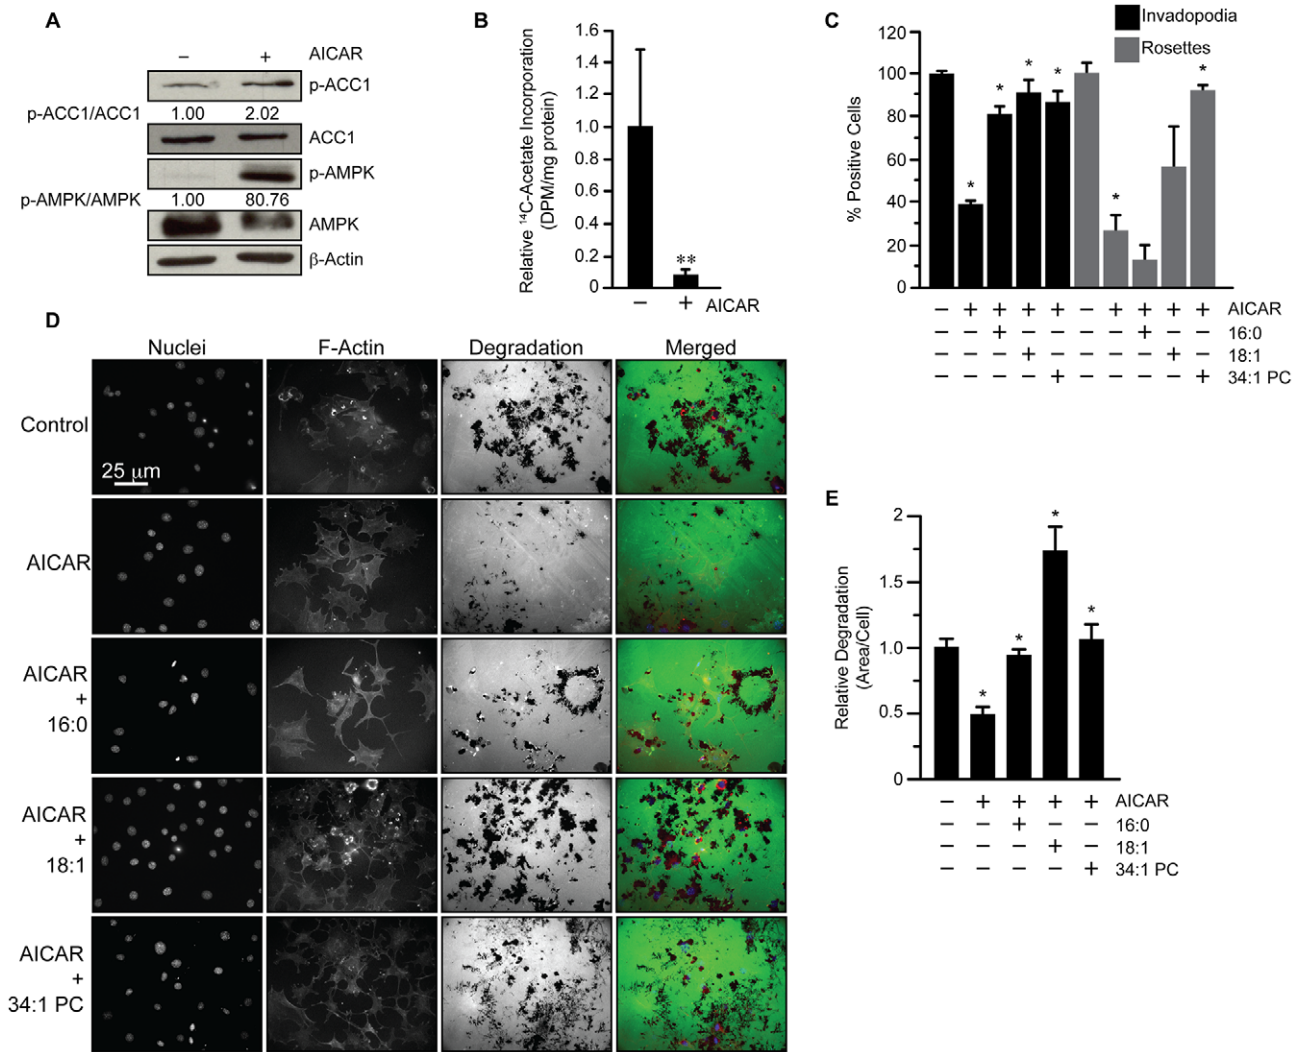 A
– + AICAR
p-ACC1
p-ACC1/ACC1 1.00 2.02
ACC1
p-AMPK
p-AMPK/AMPK 1.00 80.76
AMPK
β-Actin
B
Relative ¹⁴C-Acetate Incorporation
(DPM/mg protein)
1.6
1.4
1.2
1.0
0.8
0.6
0.4
0.2
0
**
– + AICAR
C
Invadopodia
Rosettes
% Positive Cells
120
100
80
60
40
20
0
* * * * * *
– + + + + – + + + + AICAR
– – + – – – – + – – 16:0
– – – + – – – – + – 18:1
– – – – + – – – – + 34:1 PC
D
Nuclei F-Actin Degradation Merged
Control
25 μm
AICAR
AICAR
+
16:0
AICAR
+
18:1
AICAR
+
34:1 PC
E
Relative Degradation
(Area/Cell)
2
1.5
1.0
0.5
0
* * * *
– + + + + AICAR
– – + – – 16:0
– – – + – 18:1
– – – – + 34:1 PC